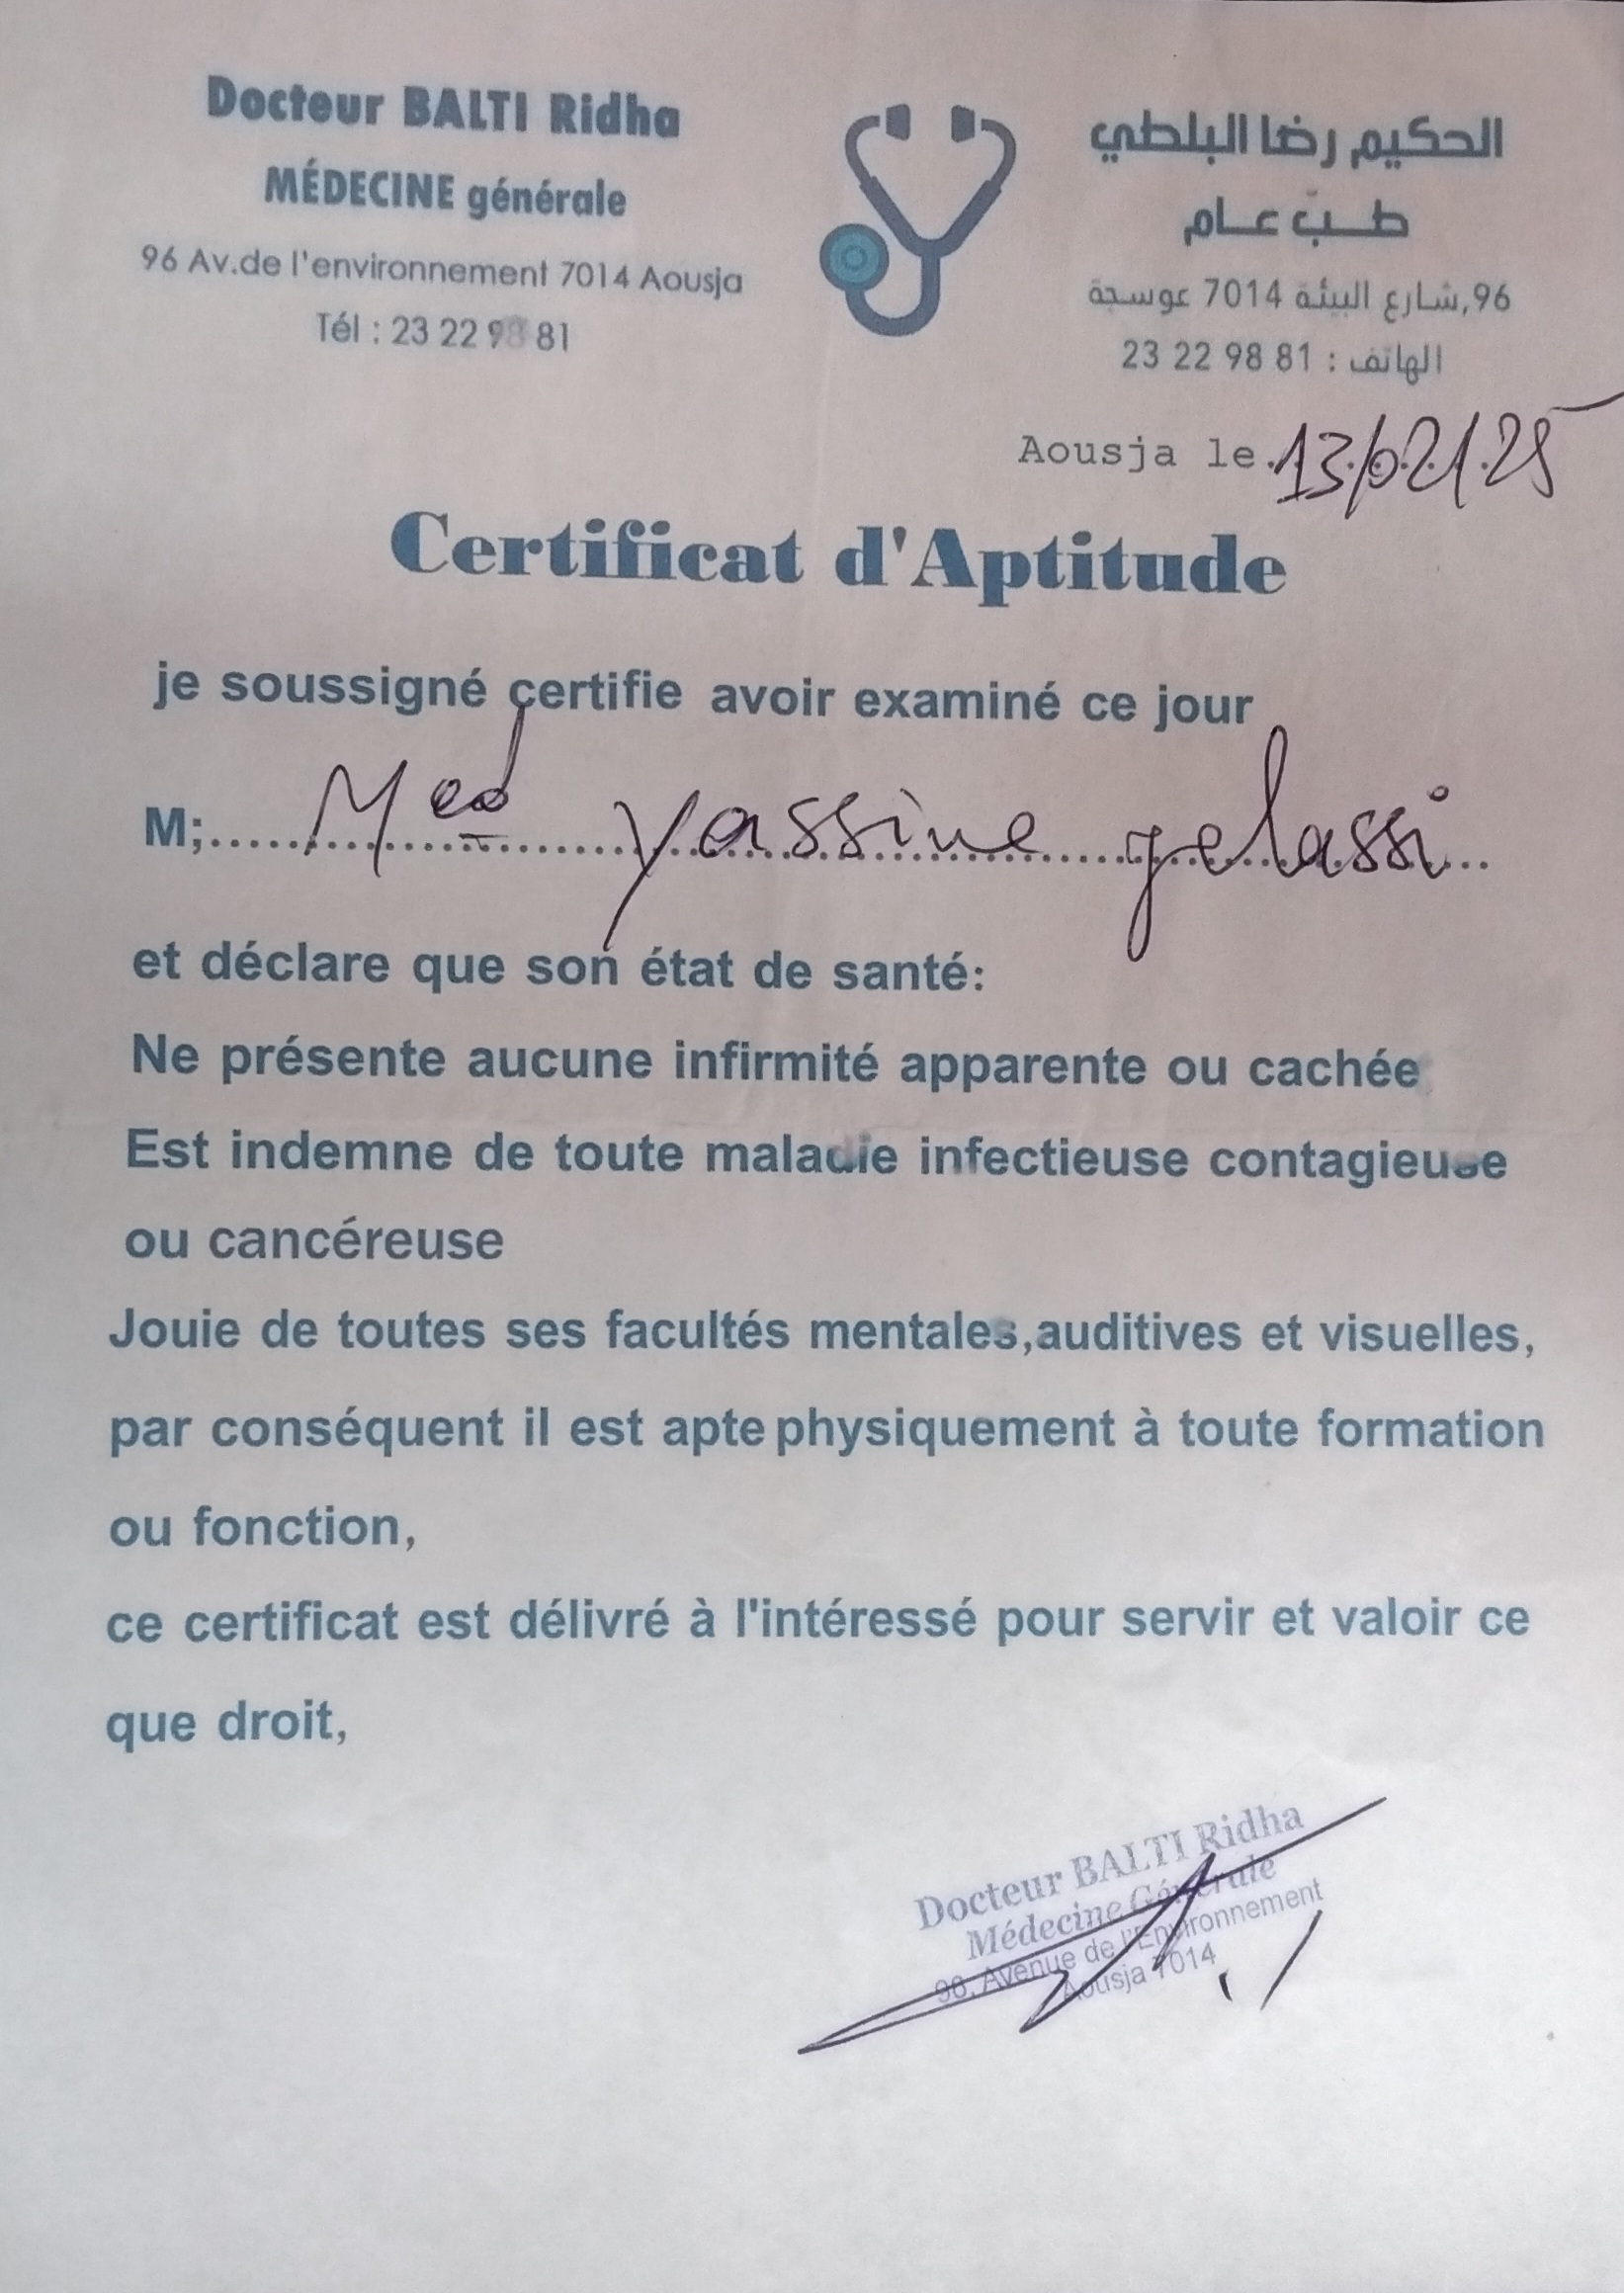 Docteur BALTI Ridha
MÉDECINE générale
96 Av.de l'environnement 7014 Aousja
Tél : 23 22 98 81
الحكيم رضا البلطي
طـب عـام
96,شارع البيئة 7014 عوسجة
الهاتف : 23 22 98 81
Aousja le 13/02/25
Certificat d'Aptitude
je soussigné certifie avoir examiné ce jour
M;..... Med yassine gelassi
et déclare que son état de santé:
Ne présente aucune infirmité apparente ou cachée
Est indemne de toute maladie infectieuse contagieuse
ou cancéreuse
Jouie de toutes ses facultés mentales,auditives et visuelles,
par conséquent il est apte physiquement à toute formation
ou fonction,
ce certificat est délivré à l'intéressé pour servir et valoir ce
que droit,
Docteur BALTI Ridha
Médecine Générale
96, Avenue de l'Environnement
Aousja 7014